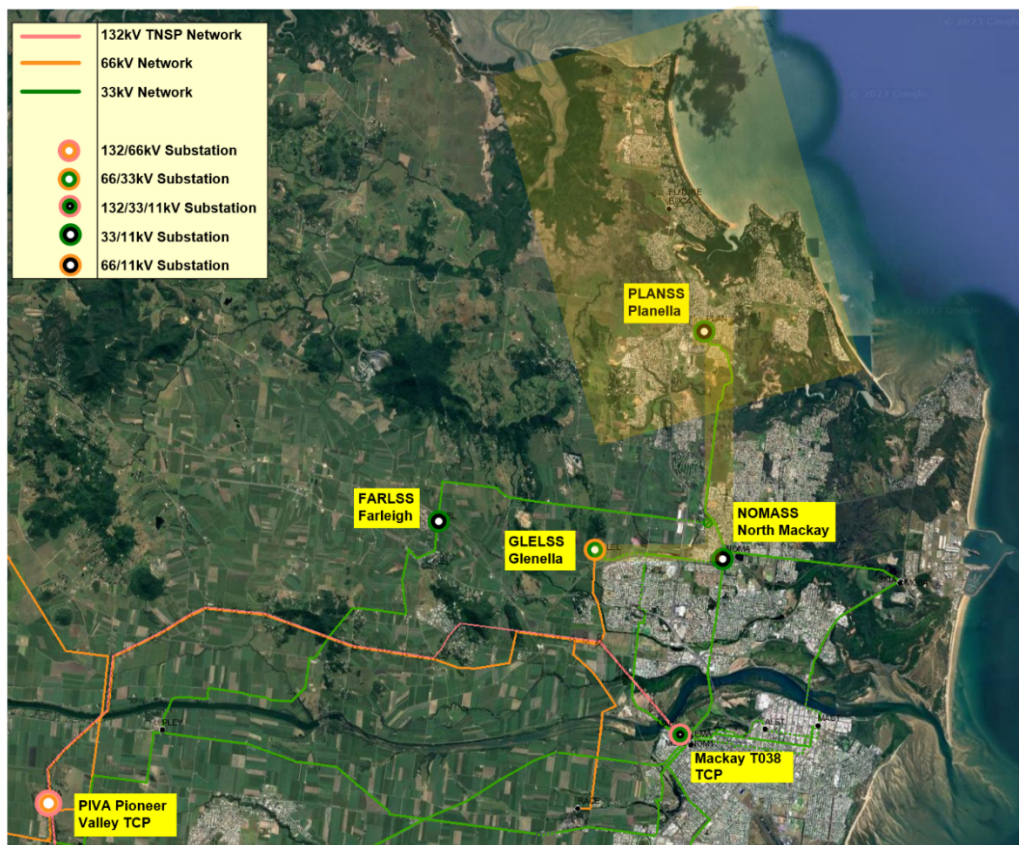 132kV TNSP Network
66kV Network
33kV Network
132/66kV Substation
66/33kV Substation
132/33/11kV Substation
33/11kV Substation
66/11kV Substation
FUTURE
PLANSS
Planella
FARLSS
Farleigh
GLELSS
Glenella
NOMASS
North Mackay
Mackay T038
TCP
PIVA Pioneer
Valley TCP